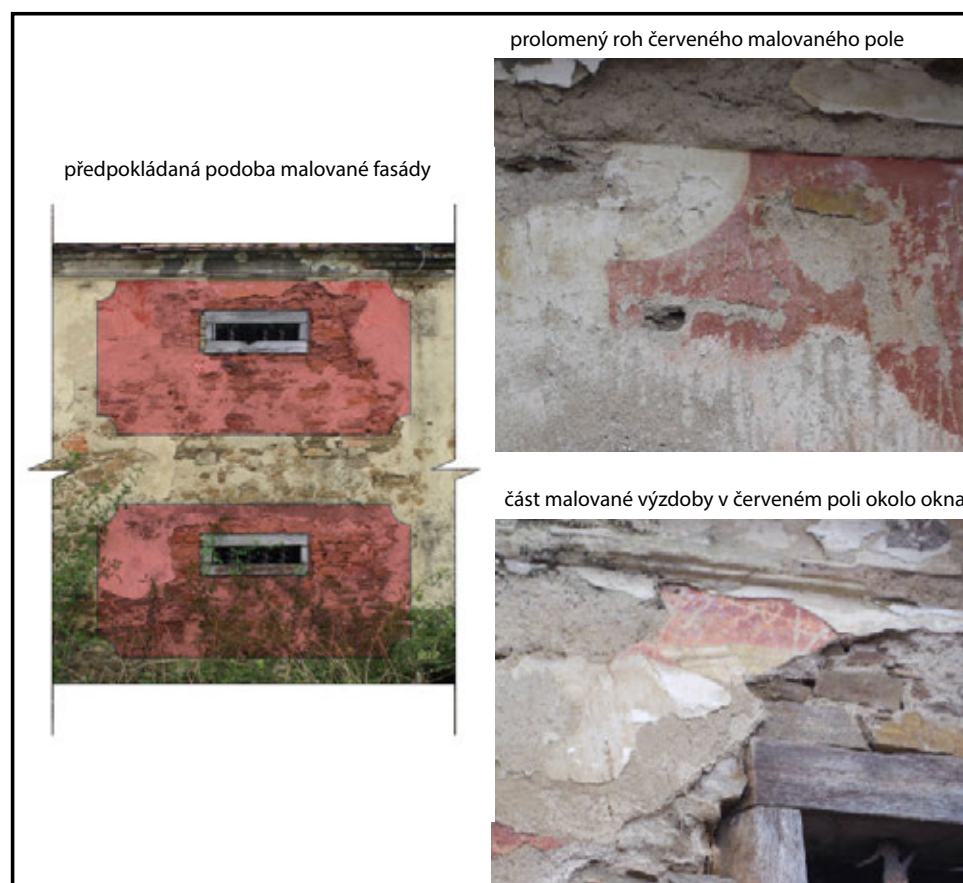 prolomený roh červeného malovaného pole
předpokládaná podoba malované fasády
část malované výzdoby v červeném poli okolo okna